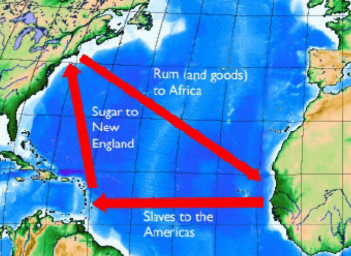 Rum (and goods)
to Africa
Sugar to
New
England
Slaves to the
Americas